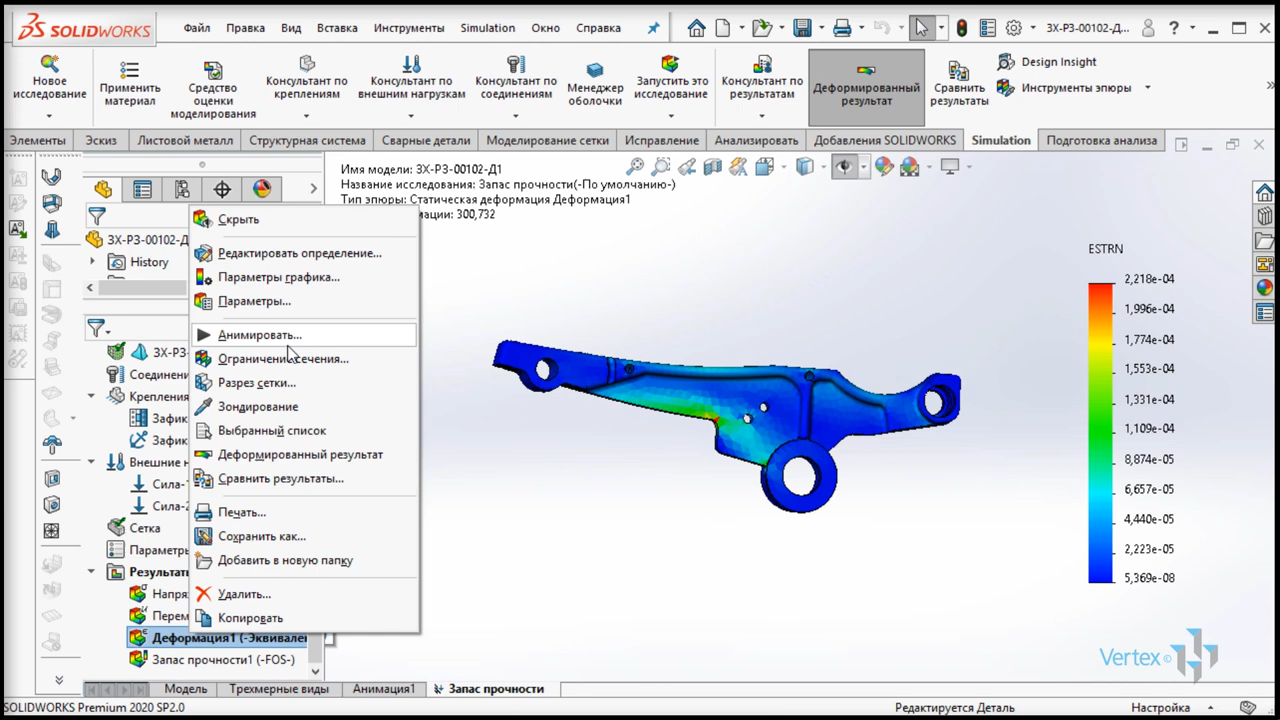 SOLIDWORKS
Файл Правка Вид Вставка Инструменты Simulation Окно Справка
3X-P3-00102-Д...
Новое исследование
Применить материал
Средство оценки моделирования
Консультант по креплениям
Консультант по внешним нагрузкам
Консультант по соединениям
Менеджер оболочки
Запустить это исследование
Консультант по результатам
Деформированный результат
Сравнить результаты
Design Insight
Инструменты эпюры
Элементы Эскиз Листовой металл Структурная система Сварные детали Моделирование сетки Исправление Анализировать Добавления SOLIDWORKS Simulation Подготовка анализа
Имя модели: 3X-P3-00102-Д1
Название исследования: Запас прочности(-По умолчанию-)
Тип эпюры: Статическая деформация Деформация1
мации: 300,732
3X-P3-00102-Д
History
3X-P3-
Соединени
Крепления
Зафик
Зафик
Внешние н
Сила-
Сила-2
Сетка
Параметры
Результать
Напря
Перем
Деформация1 (-Эквивален
Запас прочности1 (-FOS-)
Скрыть
Редактировать определение...
Параметры графика...
Параметры...
Анимировать...
Ограничение сечения...
Разрез сетки...
Зондирование
Выбранный список
Деформированный результат
Сравнить результаты...
Печать...
Сохранить как...
Добавить в новую папку
Удалить...
Копировать
ESTRN
2,218e-04
1,996e-04
1,774e-04
1,553e-04
1,331e-04
1,109e-04
8,874e-05
6,657e-05
4,440e-05
2,223e-05
5,369e-08
Vertex ©
Модель Трехмерные виды Анимация1 Запас прочности
SOLIDWORKS Premium 2020 SP2.0
Редактируется Деталь
Настройка